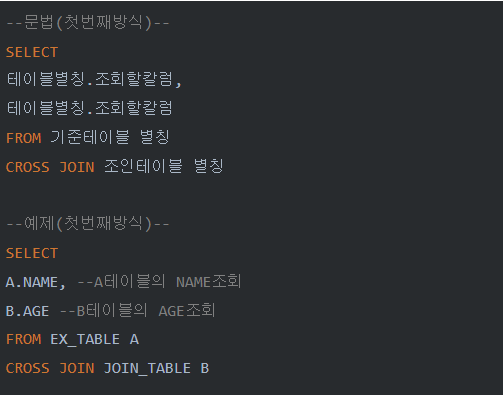 --문법(첫번째방식)--
SELECT
테이블별칭.조회할칼럼,
테이블별칭.조회할칼럼
FROM 기준테이블 별칭
CROSS JOIN 조인테이블 별칭
--예제(첫번째방식)--
SELECT
A.NAME, --A테이블의 NAME조회
B.AGE --B테이블의 AGE조회
FROM EX_TABLE A
CROSS JOIN JOIN_TABLE B